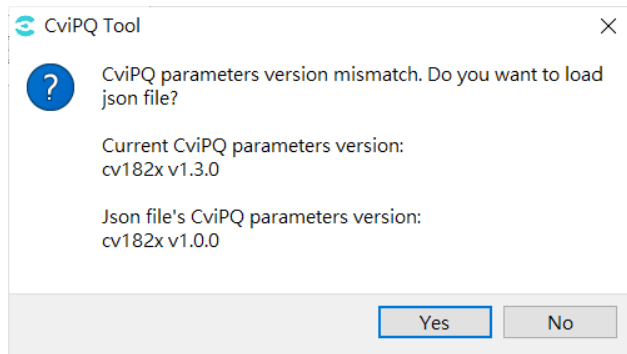 CviPQ Tool
CviPQ parameters version mismatch. Do you want to load
json file?
Current CviPQ parameters version:
cv182x v1.3.0
Json file's CviPQ parameters version:
cv182x v1.0.0
Yes No